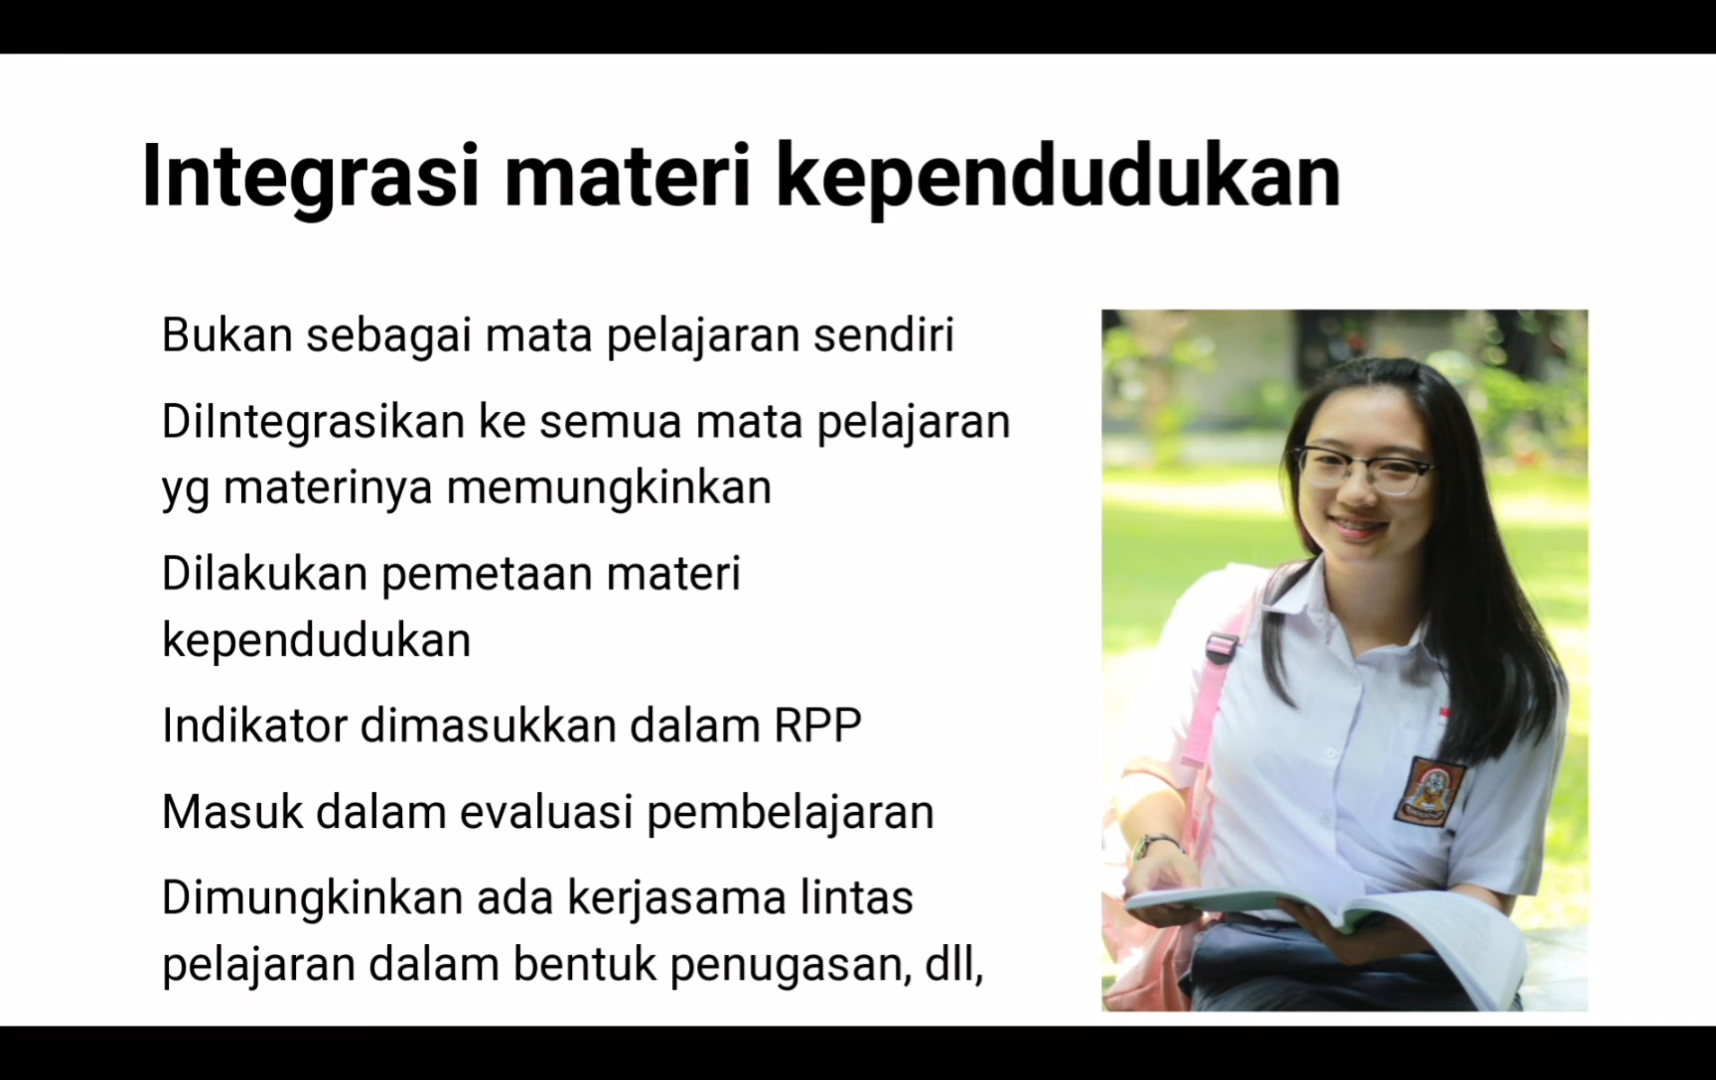 Integrasi materi kependudukan
Bukan sebagai mata pelajaran sendiri
DiIntegrasikan ke semua mata pelajaran
yg materinya memungkinkan
Dilakukan pemetaan materi
kependudukan
Indikator dimasukkan dalam RPP
Masuk dalam evaluasi pembelajaran
Dimungkinkan ada kerjasama lintas
pelajaran dalam bentuk penugasan, dll,